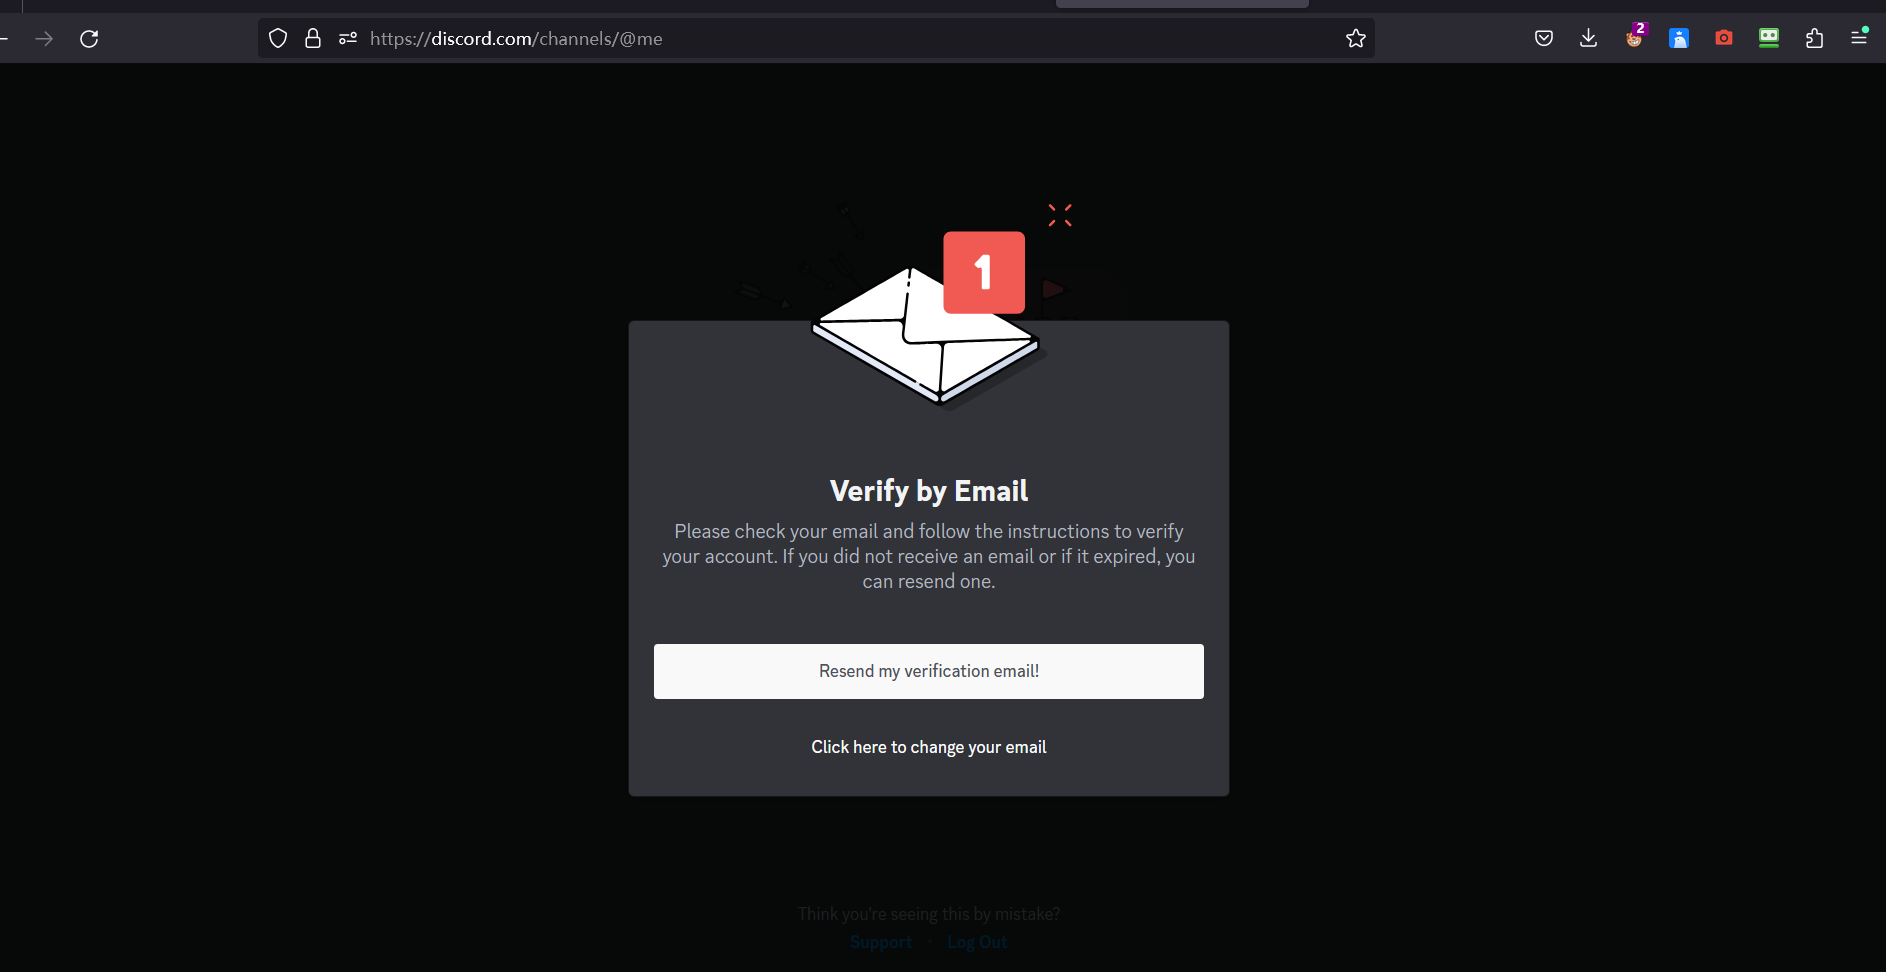 https://discord.com/channels/@me
2
1
Verify by Email
Please check your email and follow the instructions to verify
your account. If you did not receive an email or if it expired, you
can resend one.
Resend my verification email!
Click here to change your email
Think you're seeing this by mistake?
Support · Log Out